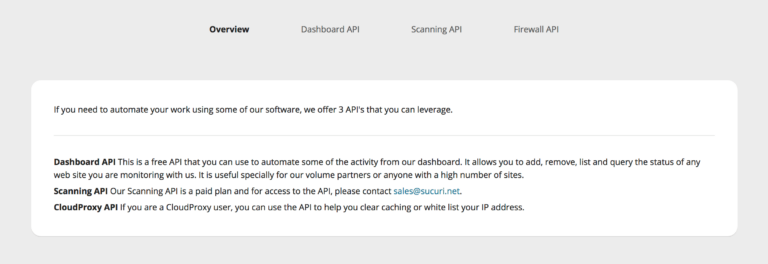 Overview Dashboard API Scanning API Firewall API
If you need to automate your work using some of our software, we offer 3 API's that you can leverage.
Dashboard API This is a free API that you can use to automate some of the activity from our dashboard. It allows you to add, remove, list and query the status of any
web site you are monitoring with us. It is useful specially for our volume partners or anyone with a high number of sites.
Scanning API Our Scanning API is a paid plan and for access to the API, please contact sales@sucuri.net.
CloudProxy API If you are a CloudProxy user, you can use the API to help you clear caching or white list your IP address.